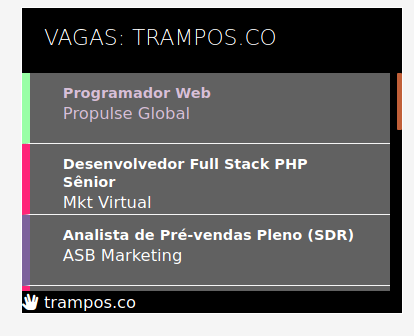 VAGAS: TRAMPOS.CO
Programador Web
Propulse Global
Desenvolvedor Full Stack PHP
Sênior
Mkt Virtual
Analista de Pré-vendas Pleno (SDR)
ASB Marketing
trampos.co